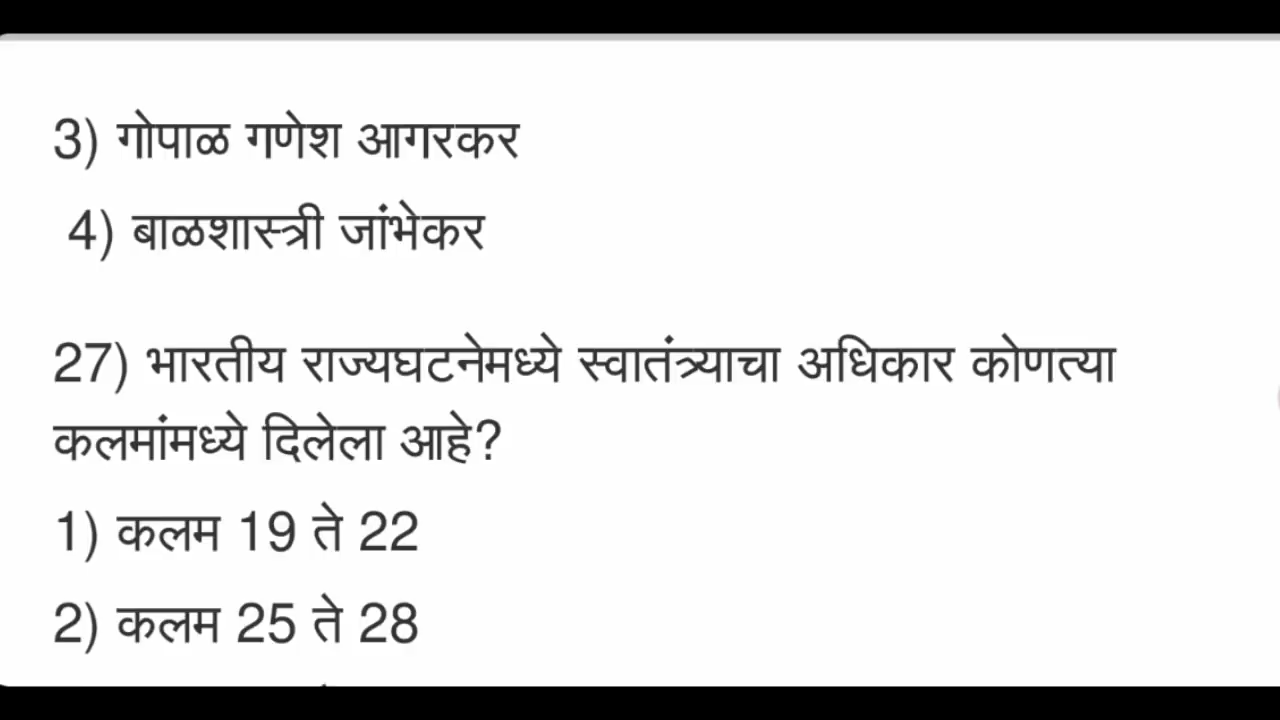 3) गोपाळ गणेश आगरकर
4) बाळशास्त्री जांभेकर
27) भारतीय राज्यघटनेमध्ये स्वातंत्र्याचा अधिकार कोणत्या
कलमांमध्ये दिलेला आहे?
1) कलम 19 ते 22
2) कलम 25 ते 28